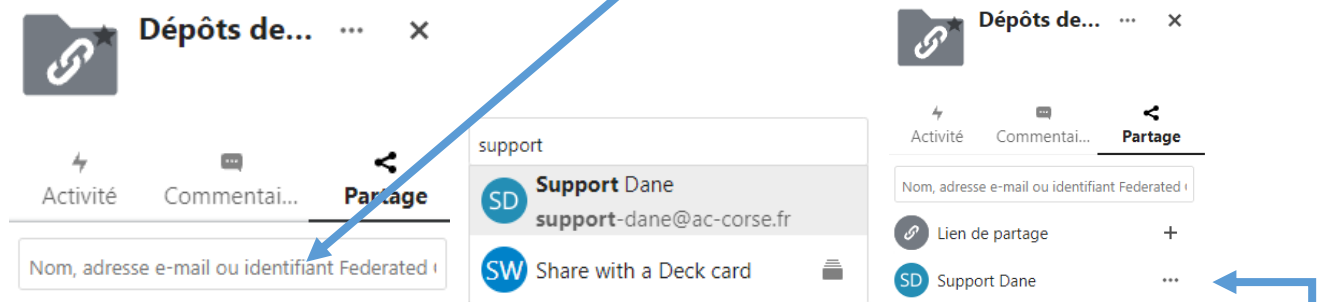 Dépôts de... ... ×
Activité Commentai... Partage
Nom, adresse e-mail ou identifiant Federated
support
SD Support Dane
support-dane@ac-corse.fr
SW Share with a Deck card
Dépôts de... ... ×
Activité Commentai... Partage
Nom, adresse e-mail ou identifiant Federated
Lien de partage +
SD Support Dane ...